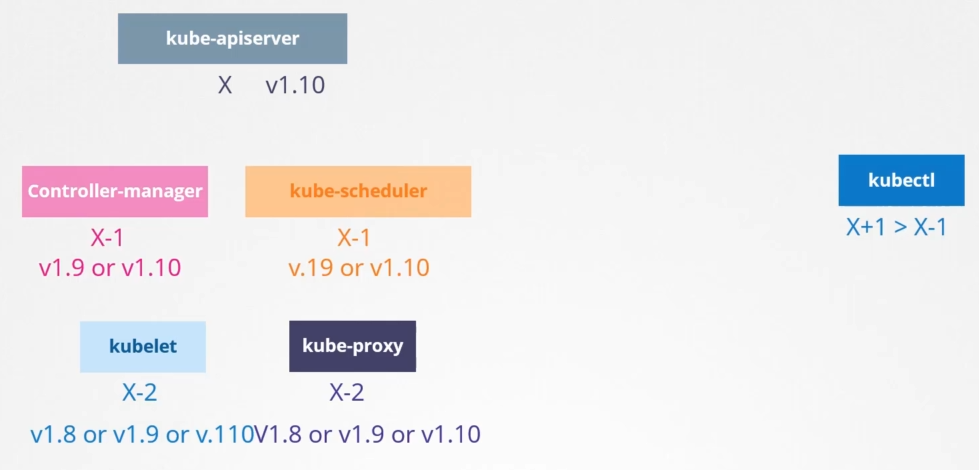 kube-apiserver
X v1.10
Controller-manager kube-scheduler kubectl
X-1 X-1 X+1 > X-1
v1.9 or v1.10 v.19 or v1.10
kubelet kube-proxy
X-2 X-2
v1.8 or v1.9 or v.110 V1.8 or v1.9 or v1.10